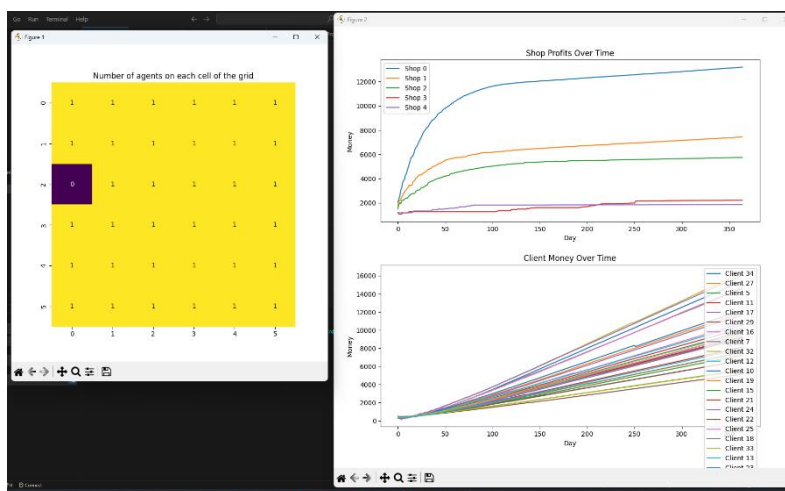 Go Run Terminal Help
Figure 1
Number of agents on each cell of the grid
0 1 1 1 1 1 1
1 1 1 1 1 1 1
2 0 1 1 1 1 1
3 1 1 1 1 1 1
4 1 1 1 1 1 1
5 1 1 1 1 1 1
0 1 2 3 4 5
Figure 2
Shop Profits Over Time
Shop 0
Shop 1
Shop 2
Shop 3
Shop 4
Money
12000
10000
8000
6000
4000
2000
0 50 100 150 200 250 300 350
Day
Client Money Over Time
Money
16000
14000
12000
10000
8000
6000
4000
2000
0
0 50 100 150 200 250 300
Day
Client 34
Client 27
Client 5
Client 11
Client 17
Client 29
Client 16
Client 7
Client 32
Client 12
Client 10
Client 19
Client 15
Client 21
Client 24
Client 22
Client 25
Client 18
Client 33
Client 13
Client 23